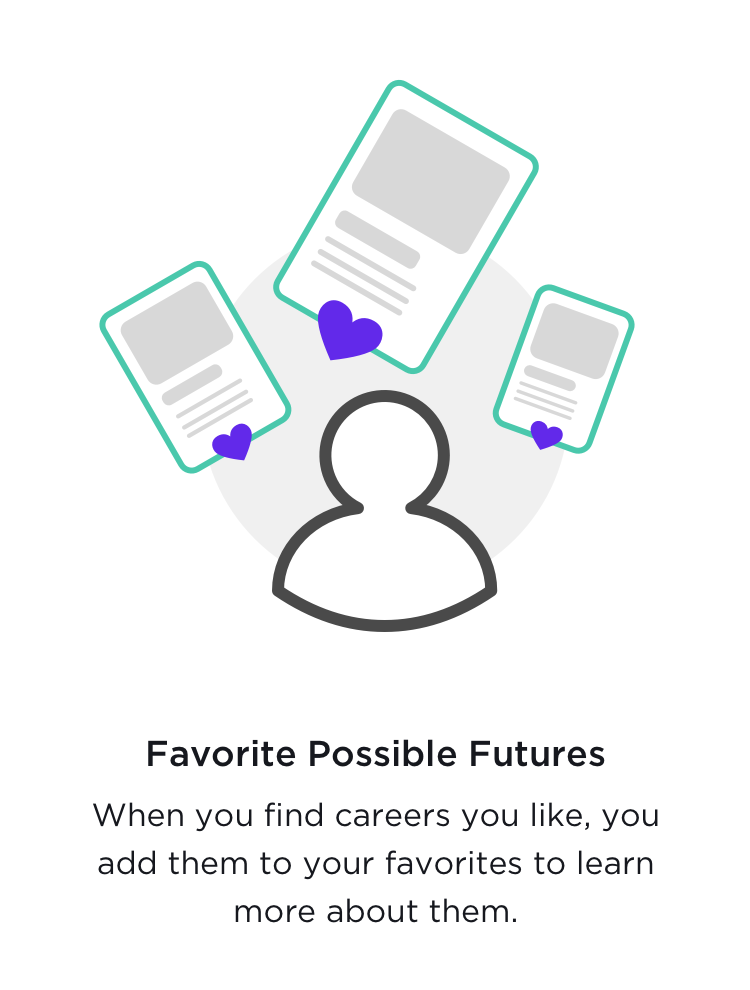 Favorite Possible Futures
When you find careers you like, you
add them to your favorites to learn
more about them.